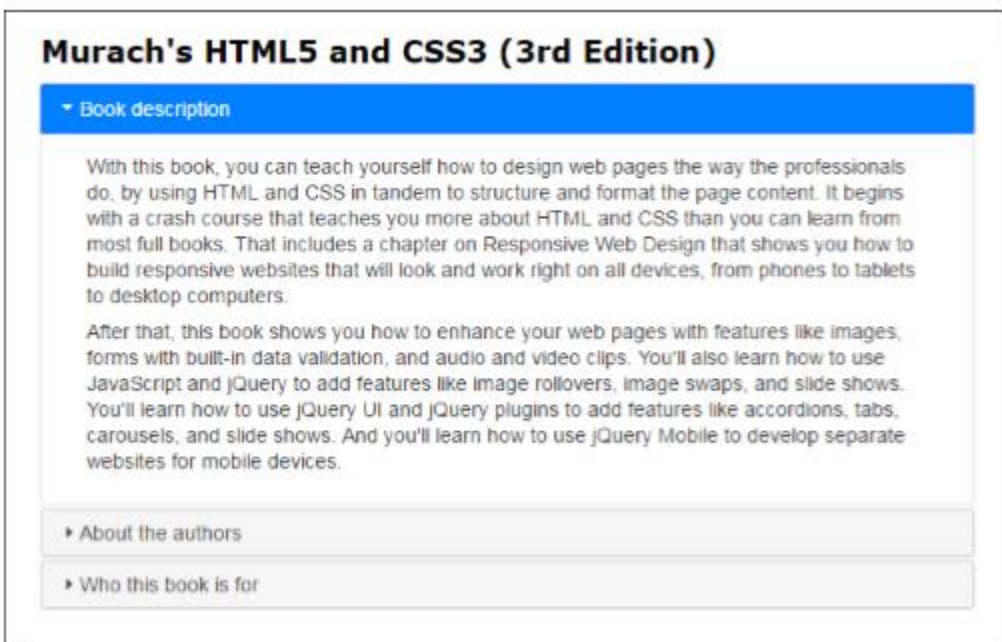 Murach's HTML5 and CSS3 (3rd Edition)
Book description
With this book, you can teach yourself how to design web pages the way the professionals
do, by using HTML and CSS in tandem to structure and format the page content. It begins
with a crash course that teaches you more about HTML and CSS than you can learn from
most full books. That includes a chapter on Responsive Web Design that shows you how to
build responsive websites that will look and work right on all devices, from phones to tablets
to desktop computers.
After that, this book shows you how to enhance your web pages with features like images,
forms with built-in data validation, and audio and video clips. You'll also learn how to use
JavaScript and jQuery to add features like image rollovers, image swaps, and slide shows.
You'll learn how to use jQuery UI and jQuery plugins to add features like accordions, tabs,
carousels, and slide shows. And you'll learn how to use jQuery Mobile to develop separate
websites for mobile devices.
About the authors
Who this book is for